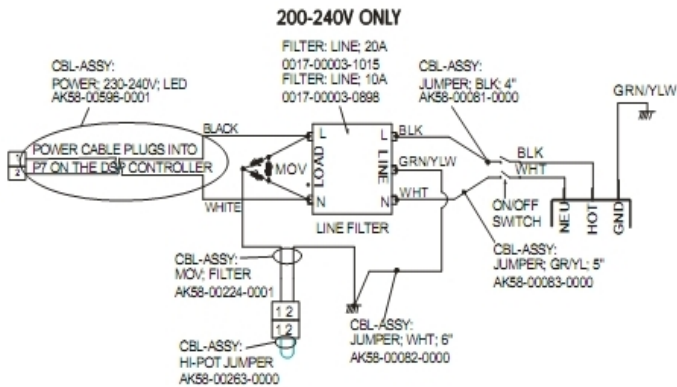 200-240V ONLY
FILTER: LINE; 20A
0017-00003-1015
FILTER: LINE; 10A
0017-00003-0898
CBL-ASSY:
POWER; 230-240V; LED
AK58-00596-0001
CBL-ASSY:
JUMPER; BLK; 4"
AK58-00081-0000
GRN/YLW
BLACK
POWER CABLE PLUGS INTO
P7 ON THE DSP CONTROLLER
1
2
WHITE
MOV
L
LOAD
N
L
LINE
N
LINE FILTER
BLK
GRN/YLW
WHT
BLK
WHT
ON/OFF
SWITCH
NEU
HOT
GND
CBL-ASSY:
MOV; FILTER
AK58-00224-0001
1 2
1 2
CBL-ASSY:
HI-POT JUMPER
AK58-00263-0000
CBL-ASSY:
JUMPER; WHT; 6"
AK58-00082-0000
CBL-ASSY:
JUMPER; GR/YL; 5"
AK58-00083-0000